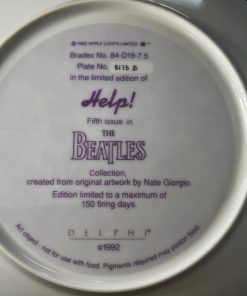 © 1992 APPLE CORPS LIMITED
Bradex No. 84-D19-7.5
Plate No. 5175 B
in the limited edition of
Help!
Fifth issue in
THE
BEATLES
Collection,
created from original artwork by Nate Giorgio.
Edition limited to a maximum of
150 firing days.
DELPHI®
©1992
Art object - not for use with food. Pigments required may poison food.